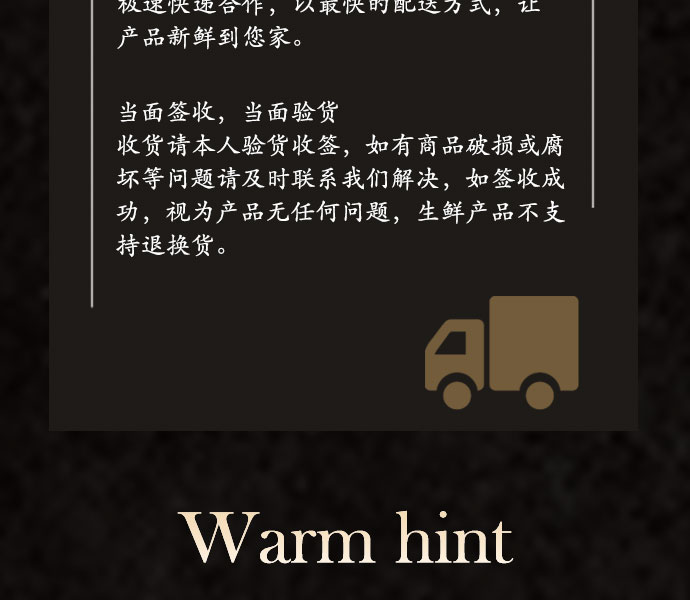 极速快递合作，以最快的配送方式，让
产品新鲜到您家。
当面签收，当面验货
收货请本人验货收签，如有商品破损或腐
坏等问题请及时联系我们解决，如签收成
功，视为产品无任何问题，生鲜产品不支
持退换货。
Warm hint